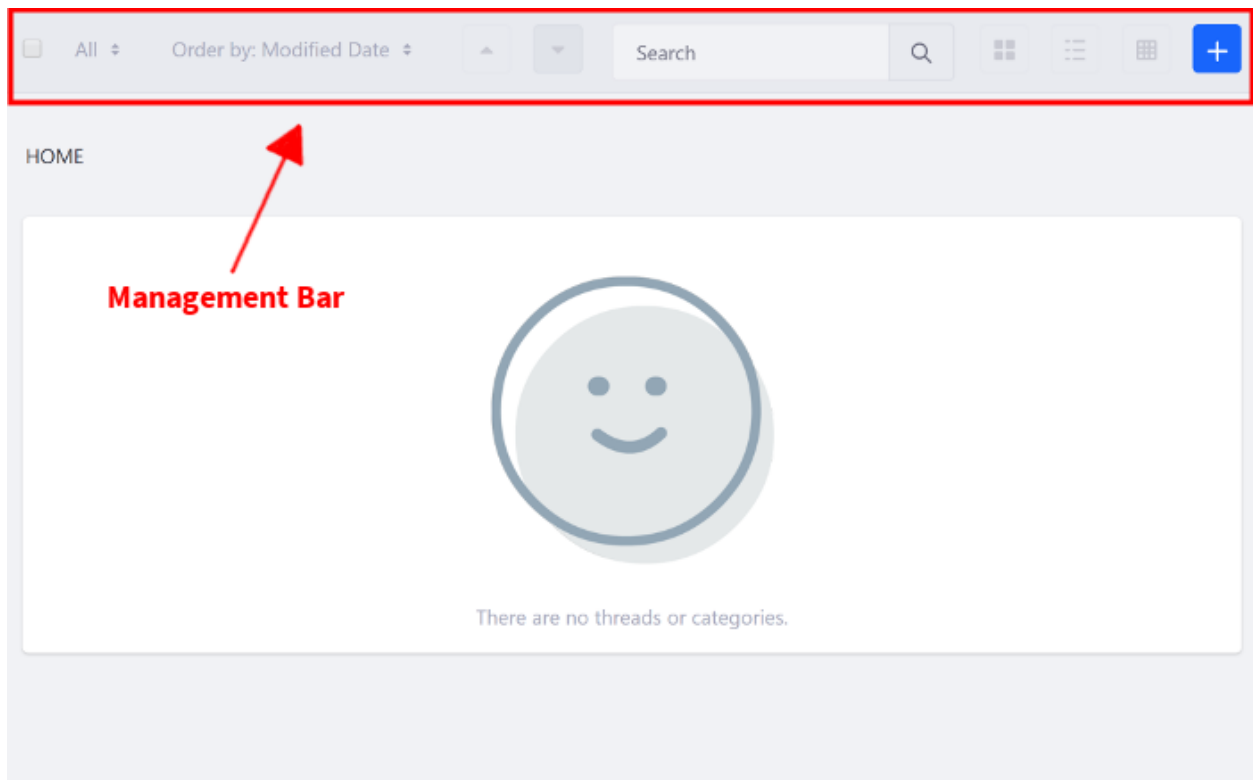 All Order by: Modified Date Search
HOME
Management Bar
There are no threads or categories.